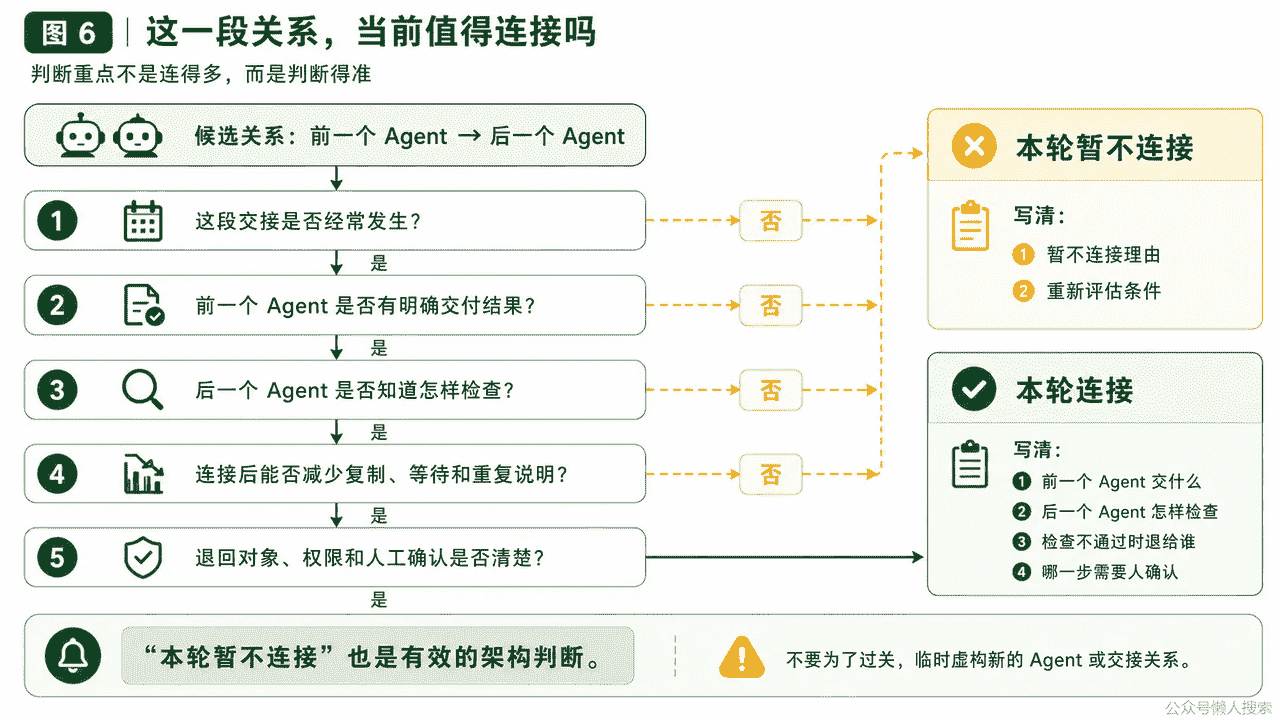 图 6
这一段关系，当前值得连接吗
判断重点不是连得多，而是判断得准
候选关系：前一个 Agent → 后一个 Agent
1 这段交接是否经常发生？
否
是
2 前一个 Agent 是否有明确交付结果？
否
是
3 后一个 Agent 是否知道怎样检查？
否
是
4 连接后能否减少复制、等待和重复说明？
否
是
5 退回对象、权限和人工确认是否清楚？
是
本轮暂不连接
写清：
1 暂不连接理由
2 重新评估条件
本轮连接
写清：
1 前一个 Agent 交什么
2 后一个 Agent 怎样检查
3 检查不通过时退给谁
4 哪一步需要人确认
“本轮暂不连接”也是有效的架构判断。
不要为了过关，临时虚构新的 Agent 或交接关系。
公众号懒人搜索